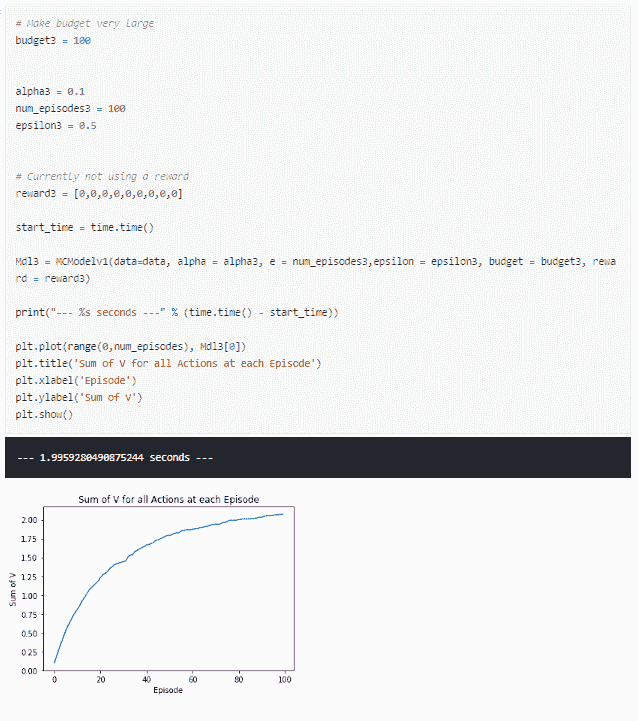 # Make budget very large
budget3 = 100
alpha3 = 0.1
num_episodes3 = 100
epsilon3 = 0.5
# Currently not using a reward
reward3 = [0,0,0,0,0,0,0,0,0]
start_time = time.time()
Mdl3 = MCModelv1(data=data, alpha = alpha3, e = num_episodes3,epsilon = epsilon3, budget = budget3, rewa
rd = reward3)
print("--- %s seconds ---" % (time.time() - start_time))
plt.plot(range(0,num_episodes), Mdl3[0])
plt.title('Sum of V for all Actions at each Episode')
plt.xlabel('Episode')
plt.ylabel('Sum of V')
plt.show()
--- 1.9959280490875244 seconds ---
Sum of V for all Actions at each Episode
2.00
1.75
1.50
1.25
1.00
0.75
0.50
0.25
0.00
Sum of V
0 20 40 60 80 100
Episode